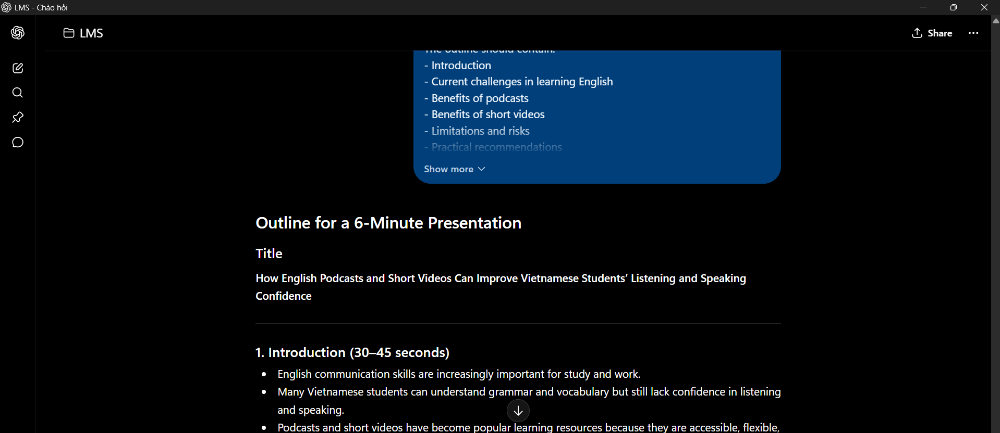 LMS - Chào hỏi
LMS
Share
The outline should contain:
- Introduction
- Current challenges in learning English
- Benefits of podcasts
- Benefits of short videos
- Limitations and risks
- Practical recommendations
Show more
Outline for a 6-Minute Presentation
Title
How English Podcasts and Short Videos Can Improve Vietnamese Students’ Listening and Speaking
Confidence
1. Introduction (30–45 seconds)
• English communication skills are increasingly important for study and work.
• Many Vietnamese students can understand grammar and vocabulary but still lack confidence in listening
and speaking.
• Podcasts and short videos have become popular learning resources because they are accessible, flexible,